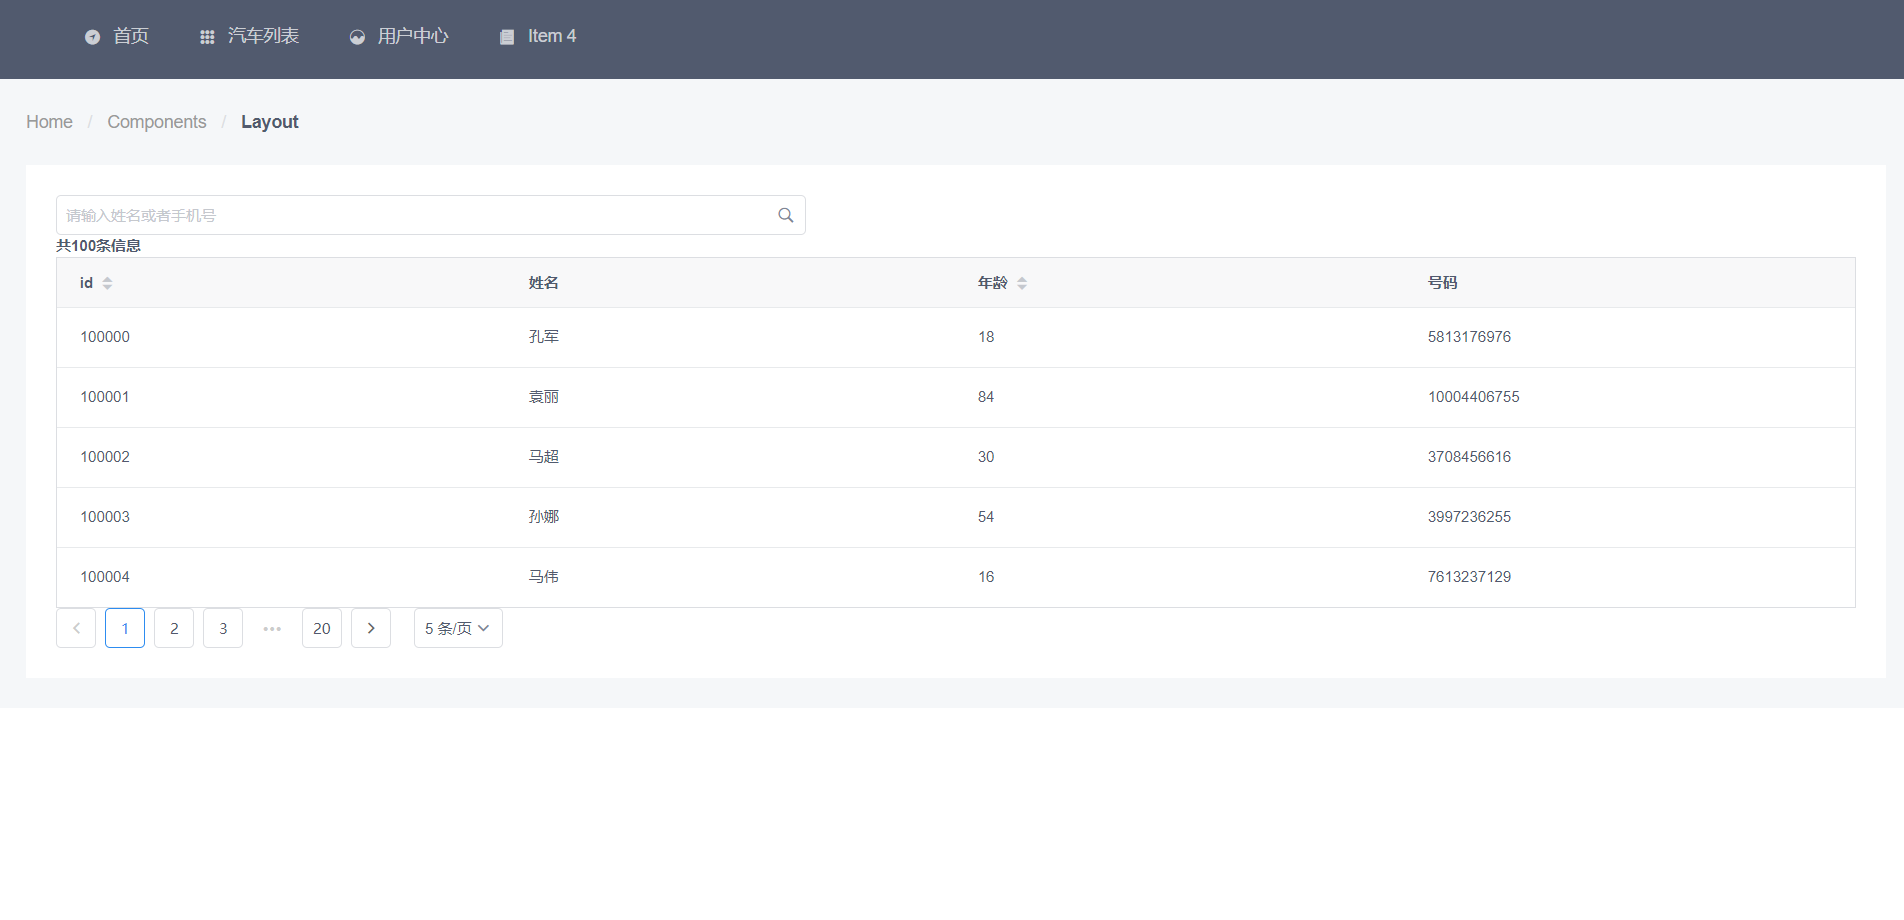 首页 汽车列表 用户中心 Item 4
Home / Components / Layout
请输入姓名或者手机号
共100条信息
id 姓名 年龄 号码
100000 孔军 18 5813176976
100001 袁丽 84 10004406755
100002 马超 30 3708456616
100003 孙娜 54 3997236255
100004 马伟 16 7613237129
1 2 3 ••• 20 5 条/页